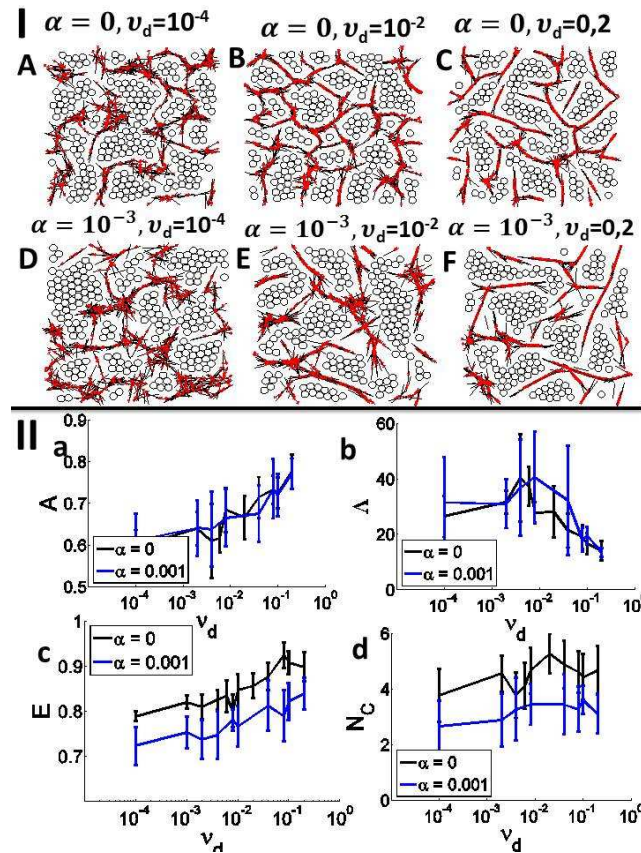 I α = 0, υd=10-4 α = 0, υd=10-2 α = 0, υd=0,2
A B C
α = 10−3, υd=10-4 α = 10−3, υd=10-2 α = 10−3, υd=0,2
D E F
II
a
A
0.9
0.8
0.7
0.6
0.5
α = 0
α = 0.001
10-4 10-3 10-2 10-1 100
νd
b
Λ
60
40
20
0
α = 0
α = 0.001
10-4 10-3 10-2 10-1 100
νd
c
E
1
0.9
0.8
0.7
α = 0
α = 0.001
10-4 10-3 10-2 10-1 100
νd
d
NC
6
4
2
0
α = 0
α = 0.001
10-4 10-3 10-2 10-1 100
νd